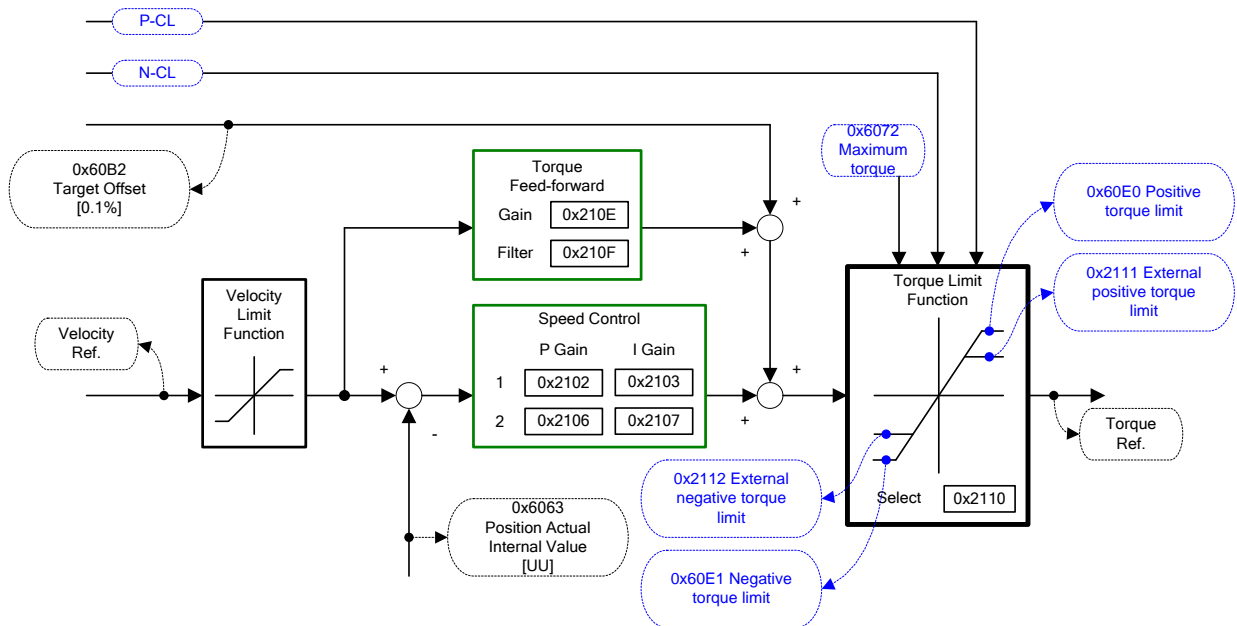 P-CL
N-CL
0x60B2
Target Offset
[0.1%]
Torque
Feed-forward
Gain
0x210E
Filter
0x210F
+
+
0x6072
Maximum
torque
0x60E0 Positive
torque limit
0x2111 External
positive torque
limit
Velocity
Ref.
Velocity
Limit
Function
+
-
Speed Control
P Gain
I Gain
1
0x2102
0x2103
2
0x2106
0x2107
+
+
Torque Limit
Function
Select
0x2110
Torque
Ref.
0x2112 External
negative torque
limit
0x60E1 Negative
torque limit
0x6063
Position Actual
Internal Value
[UU]